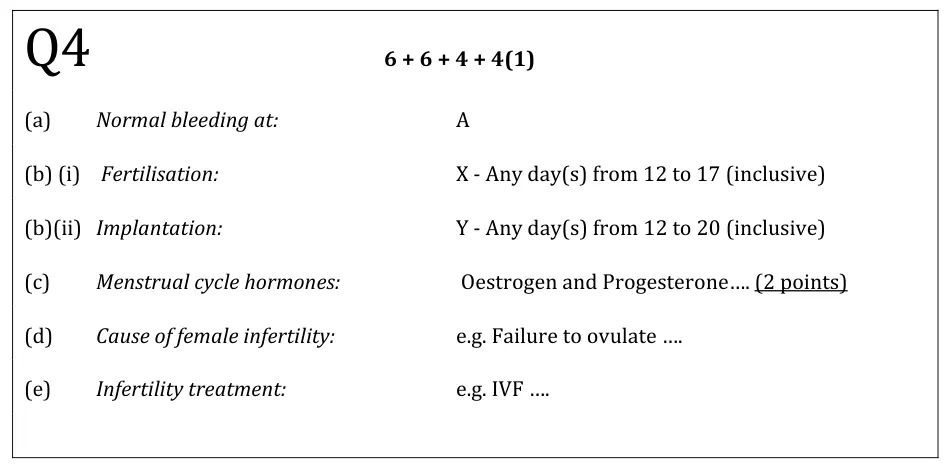 Q4 6 + 6 + 4 + 4(1)
(a) Normal bleeding at: A
(b) (i) Fertilisation: X - Any day(s) from 12 to 17 (inclusive)
(b)(ii) Implantation: Y - Any day(s) from 12 to 20 (inclusive)
(c) Menstrual cycle hormones: Oestrogen and Progesterone…. (2 points)
(d) Cause of female infertility: e.g. Failure to ovulate ….
(e) Infertility treatment: e.g. IVF ….